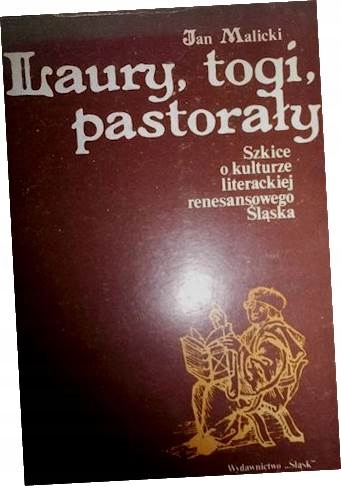 Jan Malicki
Laury, togi,
pastorały
Szkice
o kulturze
literackiej
renesansowego
Śląska
Wydawnictwo „Śląsk”